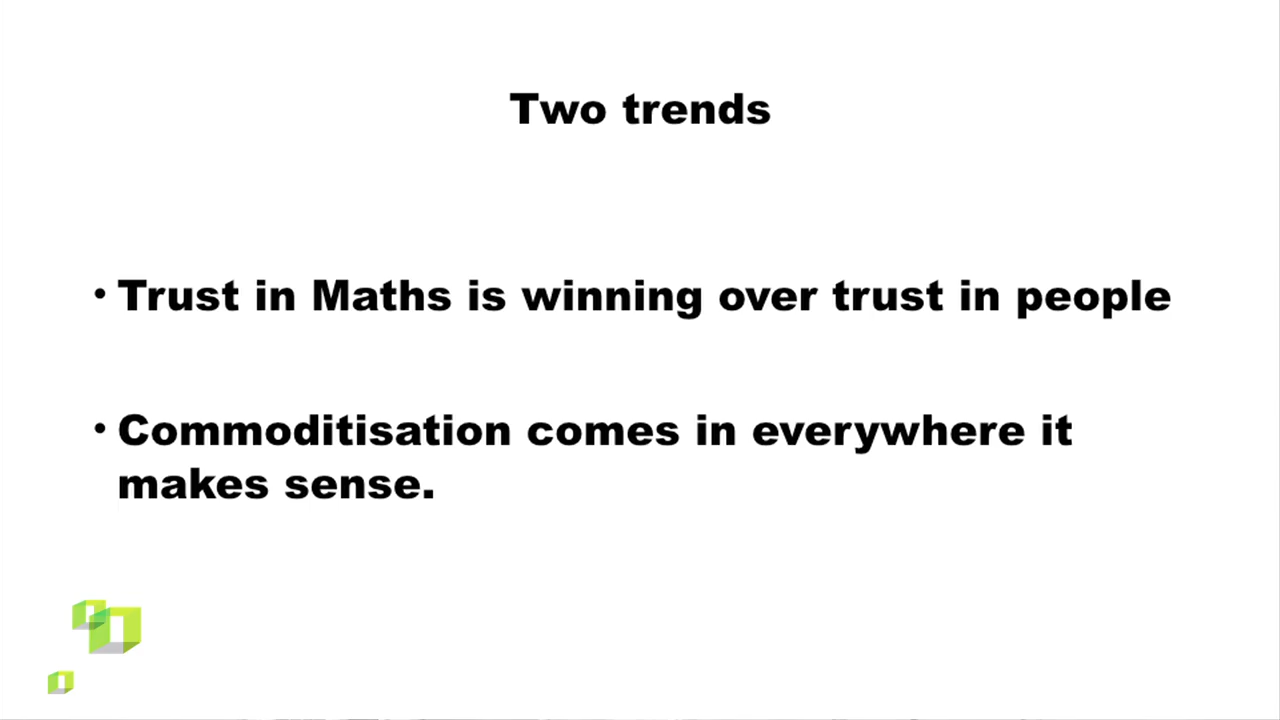 Two trends
• Trust in Maths is winning over trust in people
• Commoditisation comes in everywhere it
makes sense.